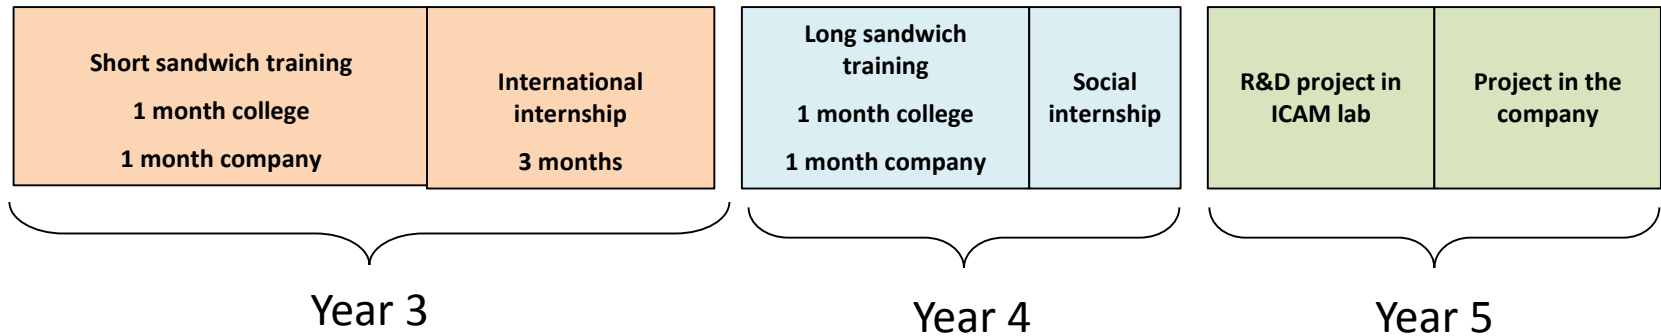 Short sandwich training
1 month college
1 month company
International
internship
3 months
Long sandwich
training
1 month college
1 month company
Social
internship
R&D project in
ICAM lab
Project in the
company
Year 3
Year 4
Year 5